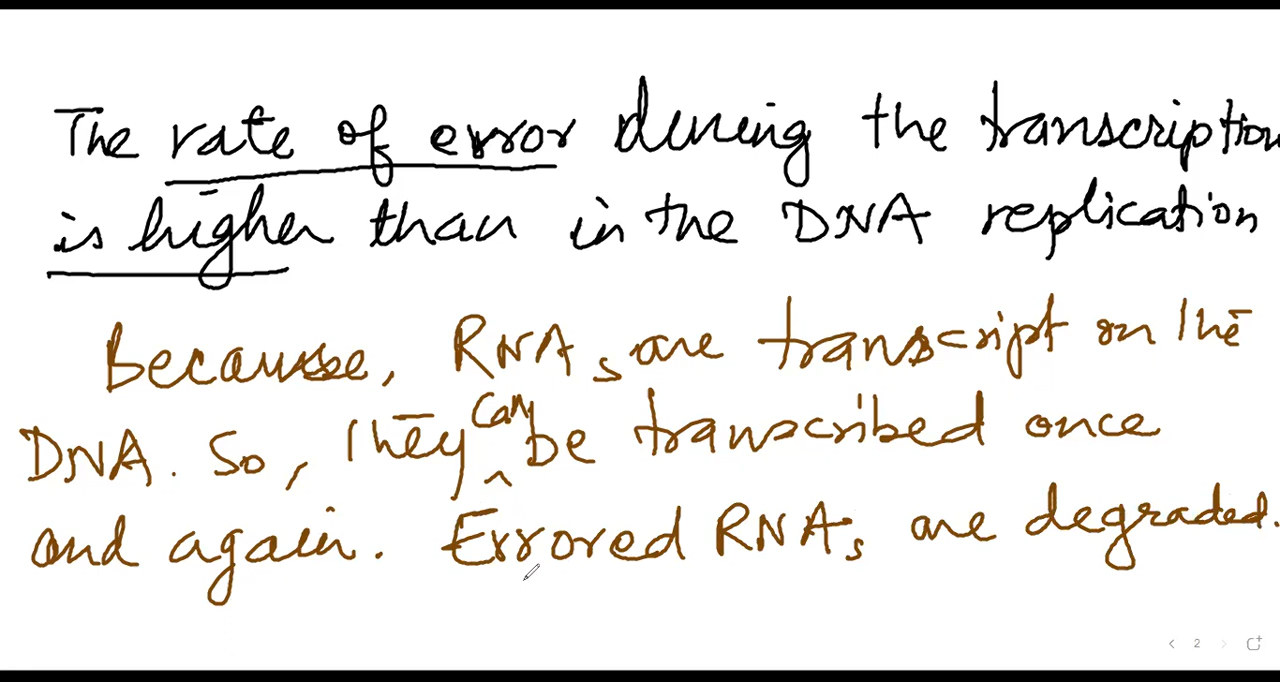 The rate of error during the transcription
is higher than in the DNA replication
Because, RNAs are transcript on the
DNA. So, they can be transcribed once
and again. Errored RNAs are degraded.
2